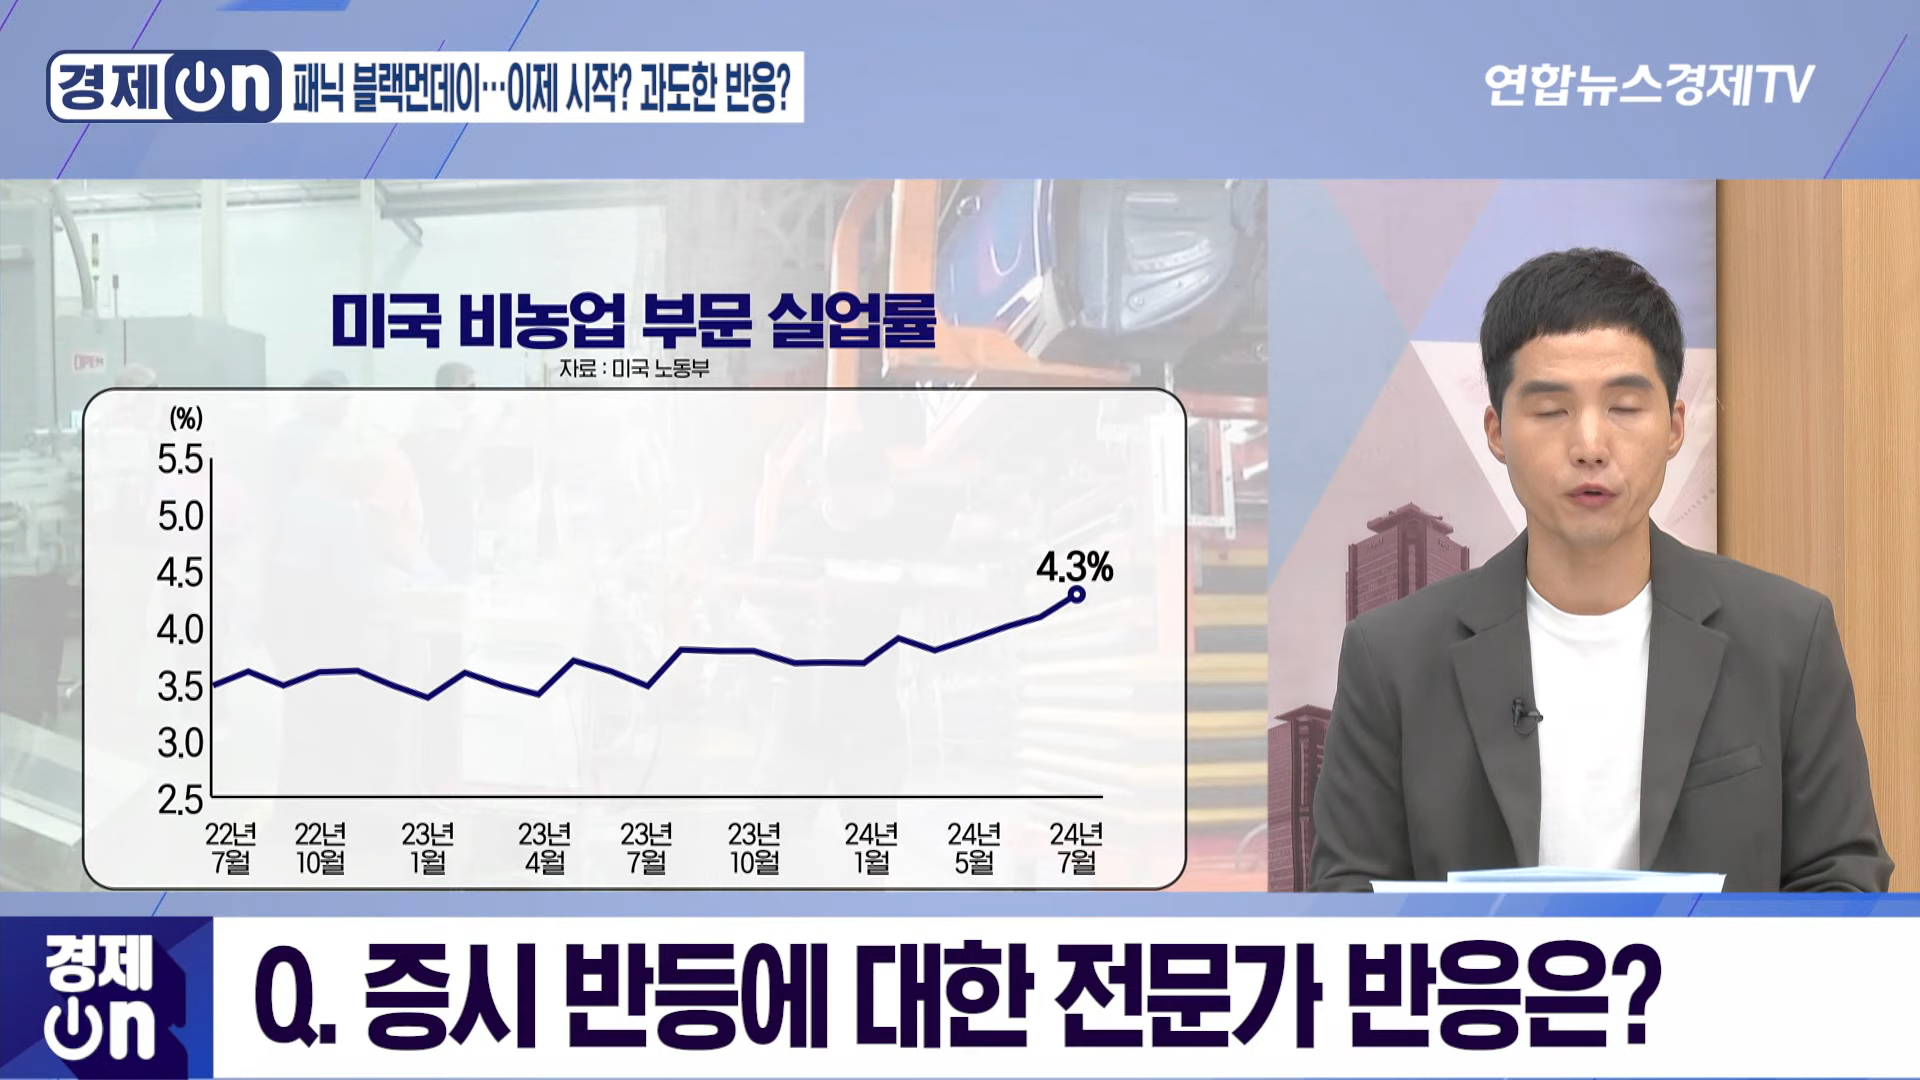 경제On 패닉 블랙먼데이…이제 시작? 과도한 반응?
연합뉴스경제TV
미국 비농업 부문 실업률
자료 : 미국 노동부
(%)
5.5
5.0
4.5
4.0
3.5
3.0
2.5
4.3%
22년 7월
22년 10월
23년 1월
23년 4월
23년 7월
23년 10월
24년 1월
24년 5월
24년 7월
OPEN
경제On
Q. 증시 반등에 대한 전문가 반응은?